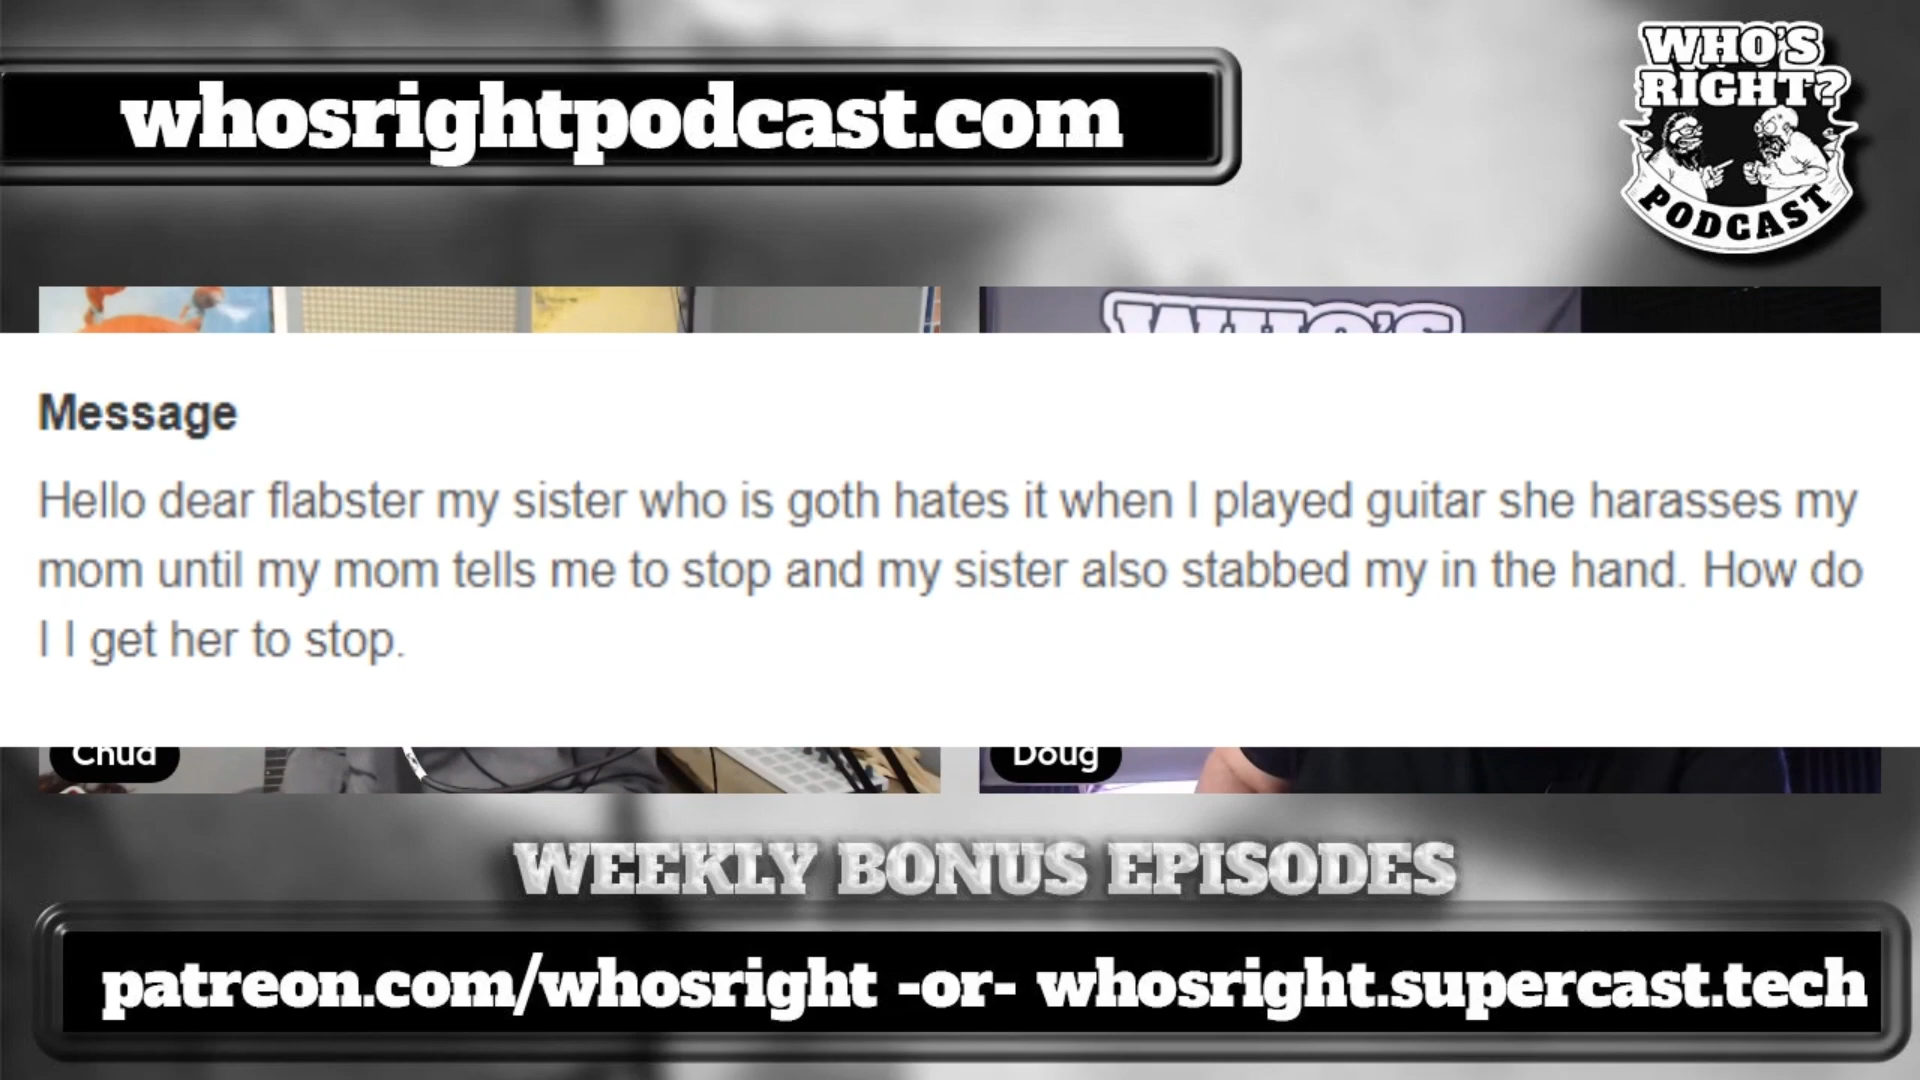 whosrightpodcast.com
WHO'S
RIGHT?
PODCAST
WHO'S
Message
Hello dear flabster my sister who is goth hates it when I played guitar she harasses my
mom until my mom tells me to stop and my sister also stabbed my in the hand. How do
I I get her to stop.
Chud
Doug
WEEKLY BONUS EPISODES
patreon.com/whosright -or- whosright.supercast.tech